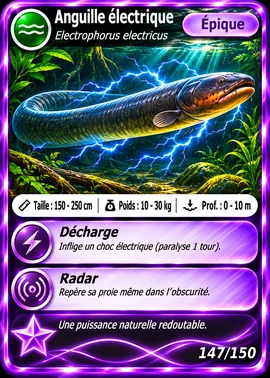 Anguille électrique
Épique
Electrophorus electricus
Taille : 150 - 250 cm | Poids : 10 - 30 kg | Prof. : 0 - 10 m
Décharge
Inflige un choc électrique (paralyse 1 tour).
Radar
Repère sa proie même dans l'obscurité.
Une puissance naturelle redoutable.
147/150